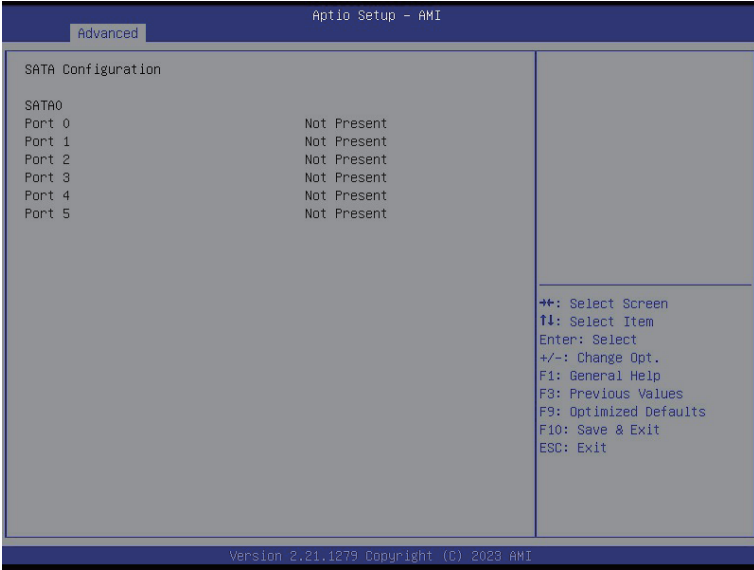 Aptio Setup – AMI
Advanced
SATA Configuration
SATA0
Port 0 Not Present
Port 1 Not Present
Port 2 Not Present
Port 3 Not Present
Port 4 Not Present
Port 5 Not Present
→←: Select Screen
↑↓: Select Item
Enter: Select
+/-: Change Opt.
F1: General Help
F3: Previous Values
F9: Optimized Defaults
F10: Save & Exit
ESC: Exit
Version 2.21.1279 Copyright (C) 2023 AMI